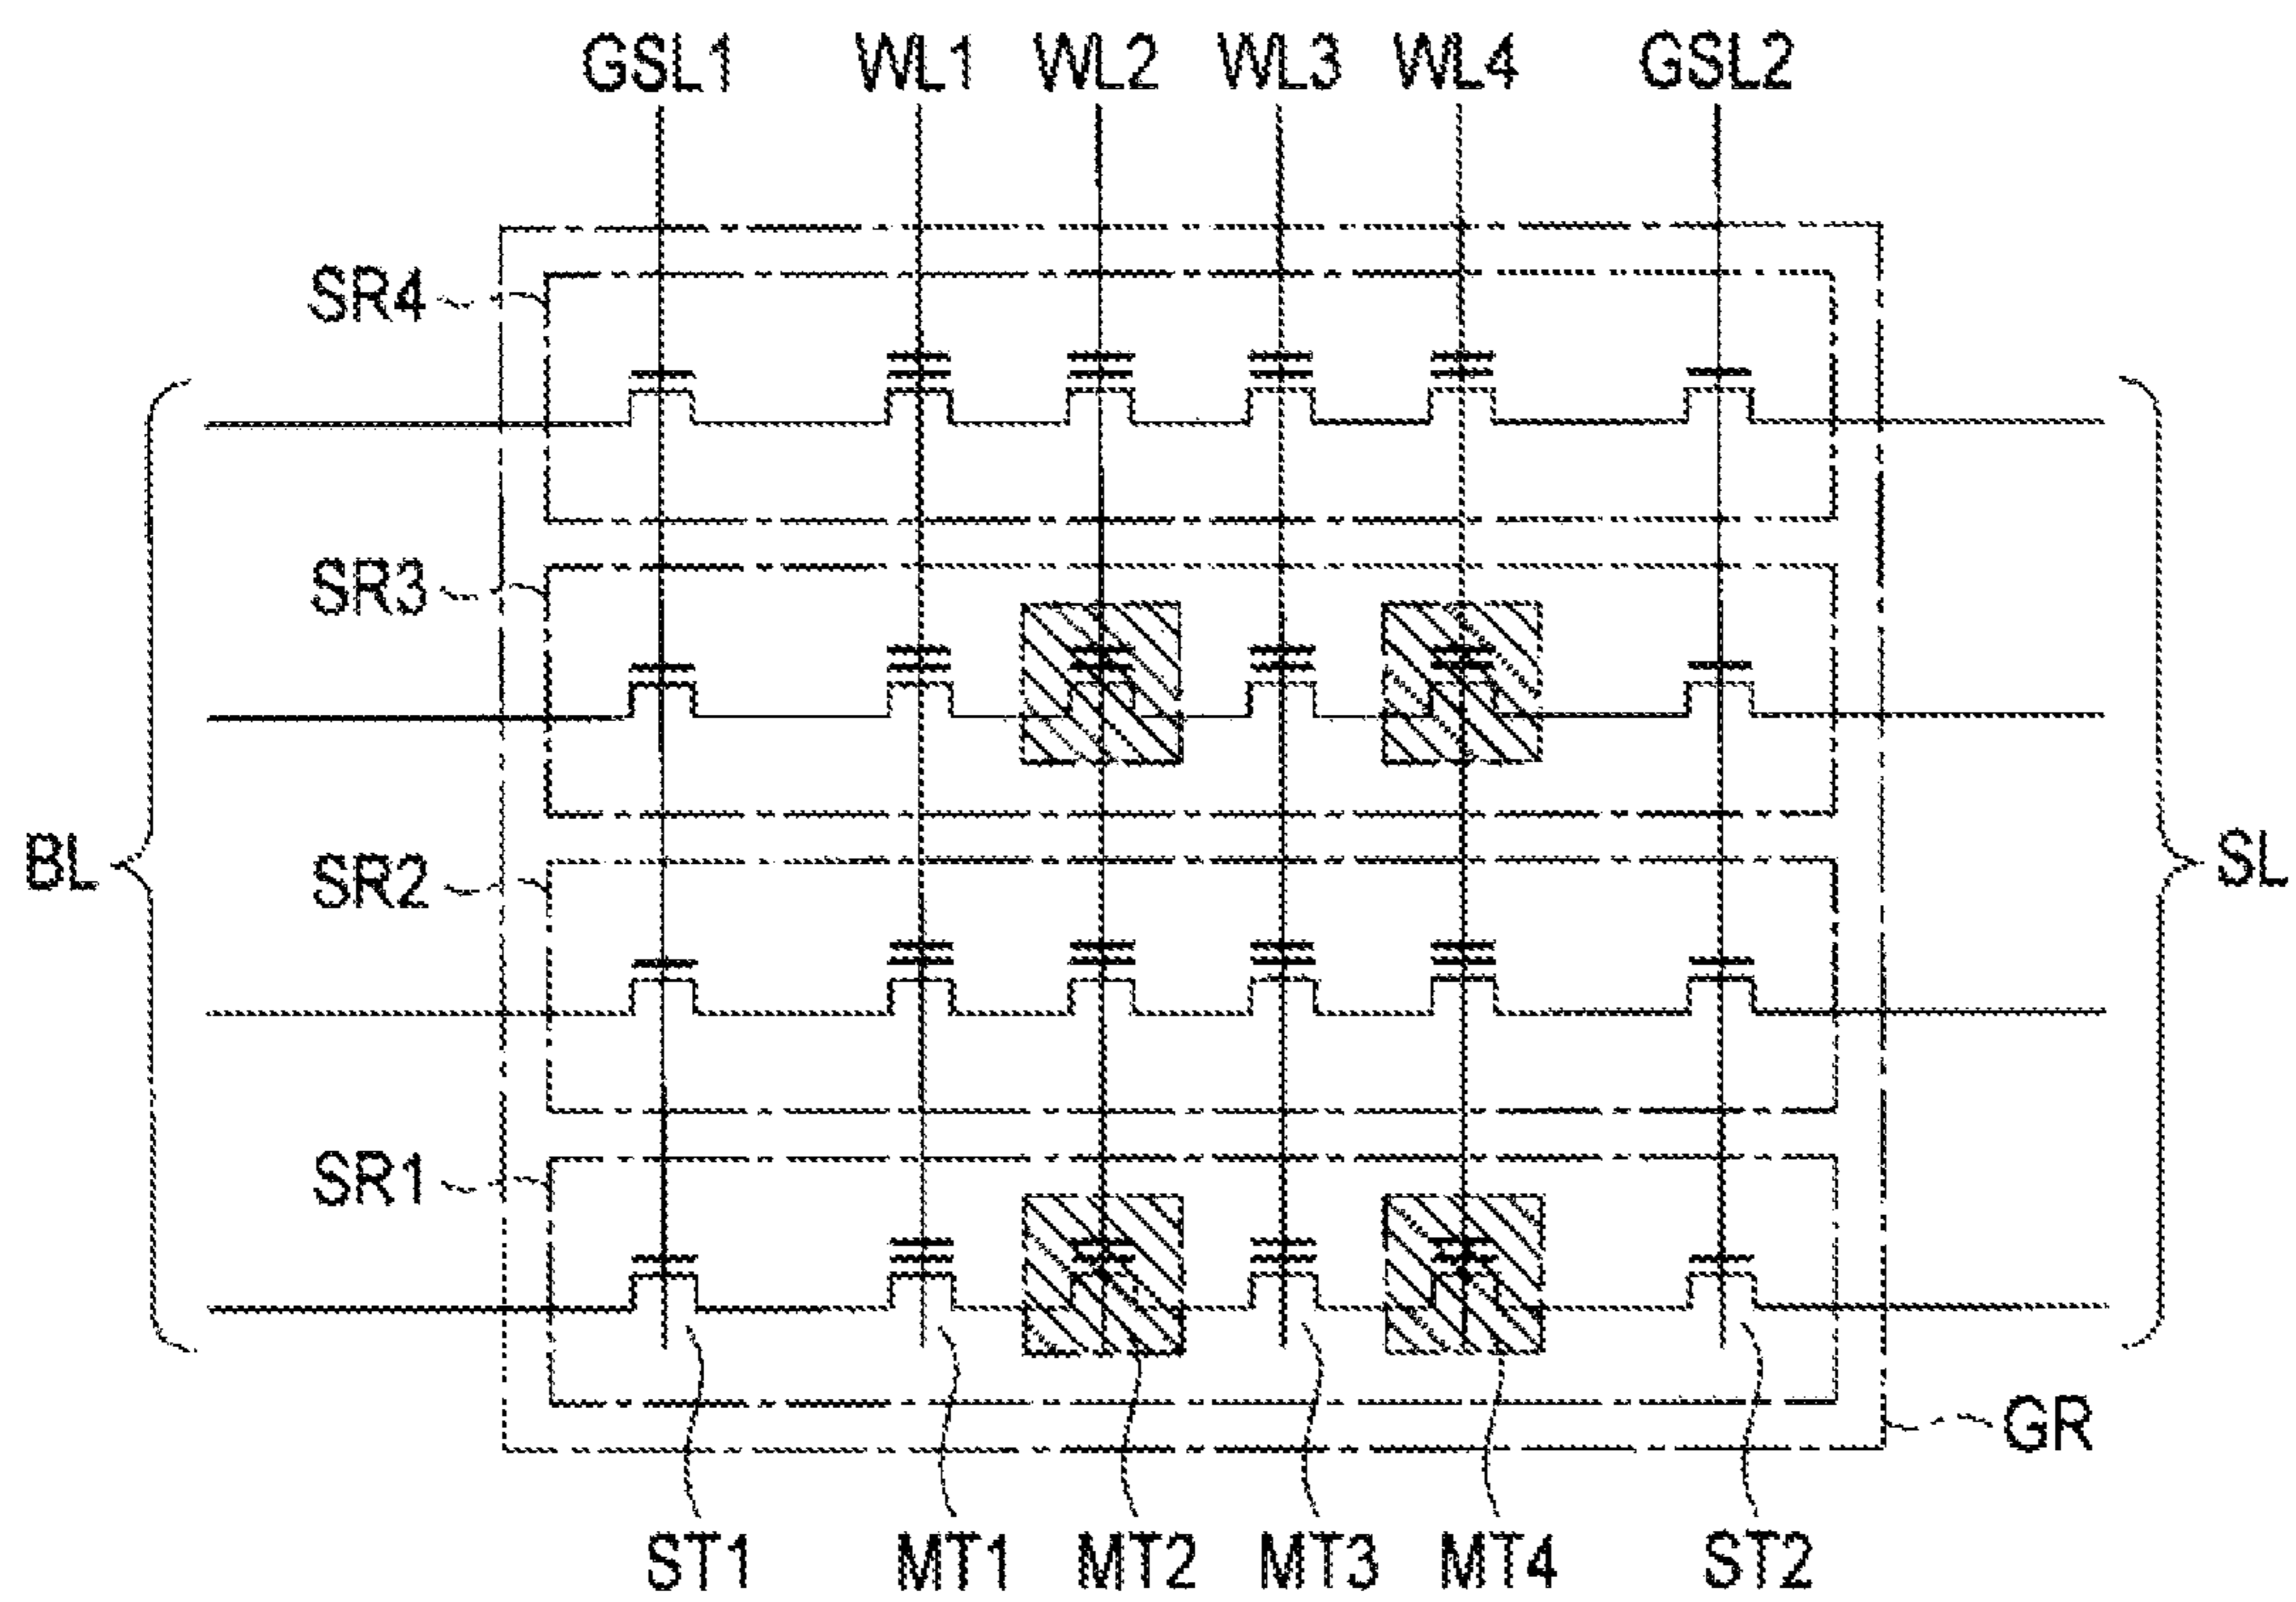 GSL1 WL1 WL2 WL3 WL4 GSL2
SR4
SR3
BL
SL
SR2
SR1
GR
ST1 MT1 MT2 MT3 MT4 ST2